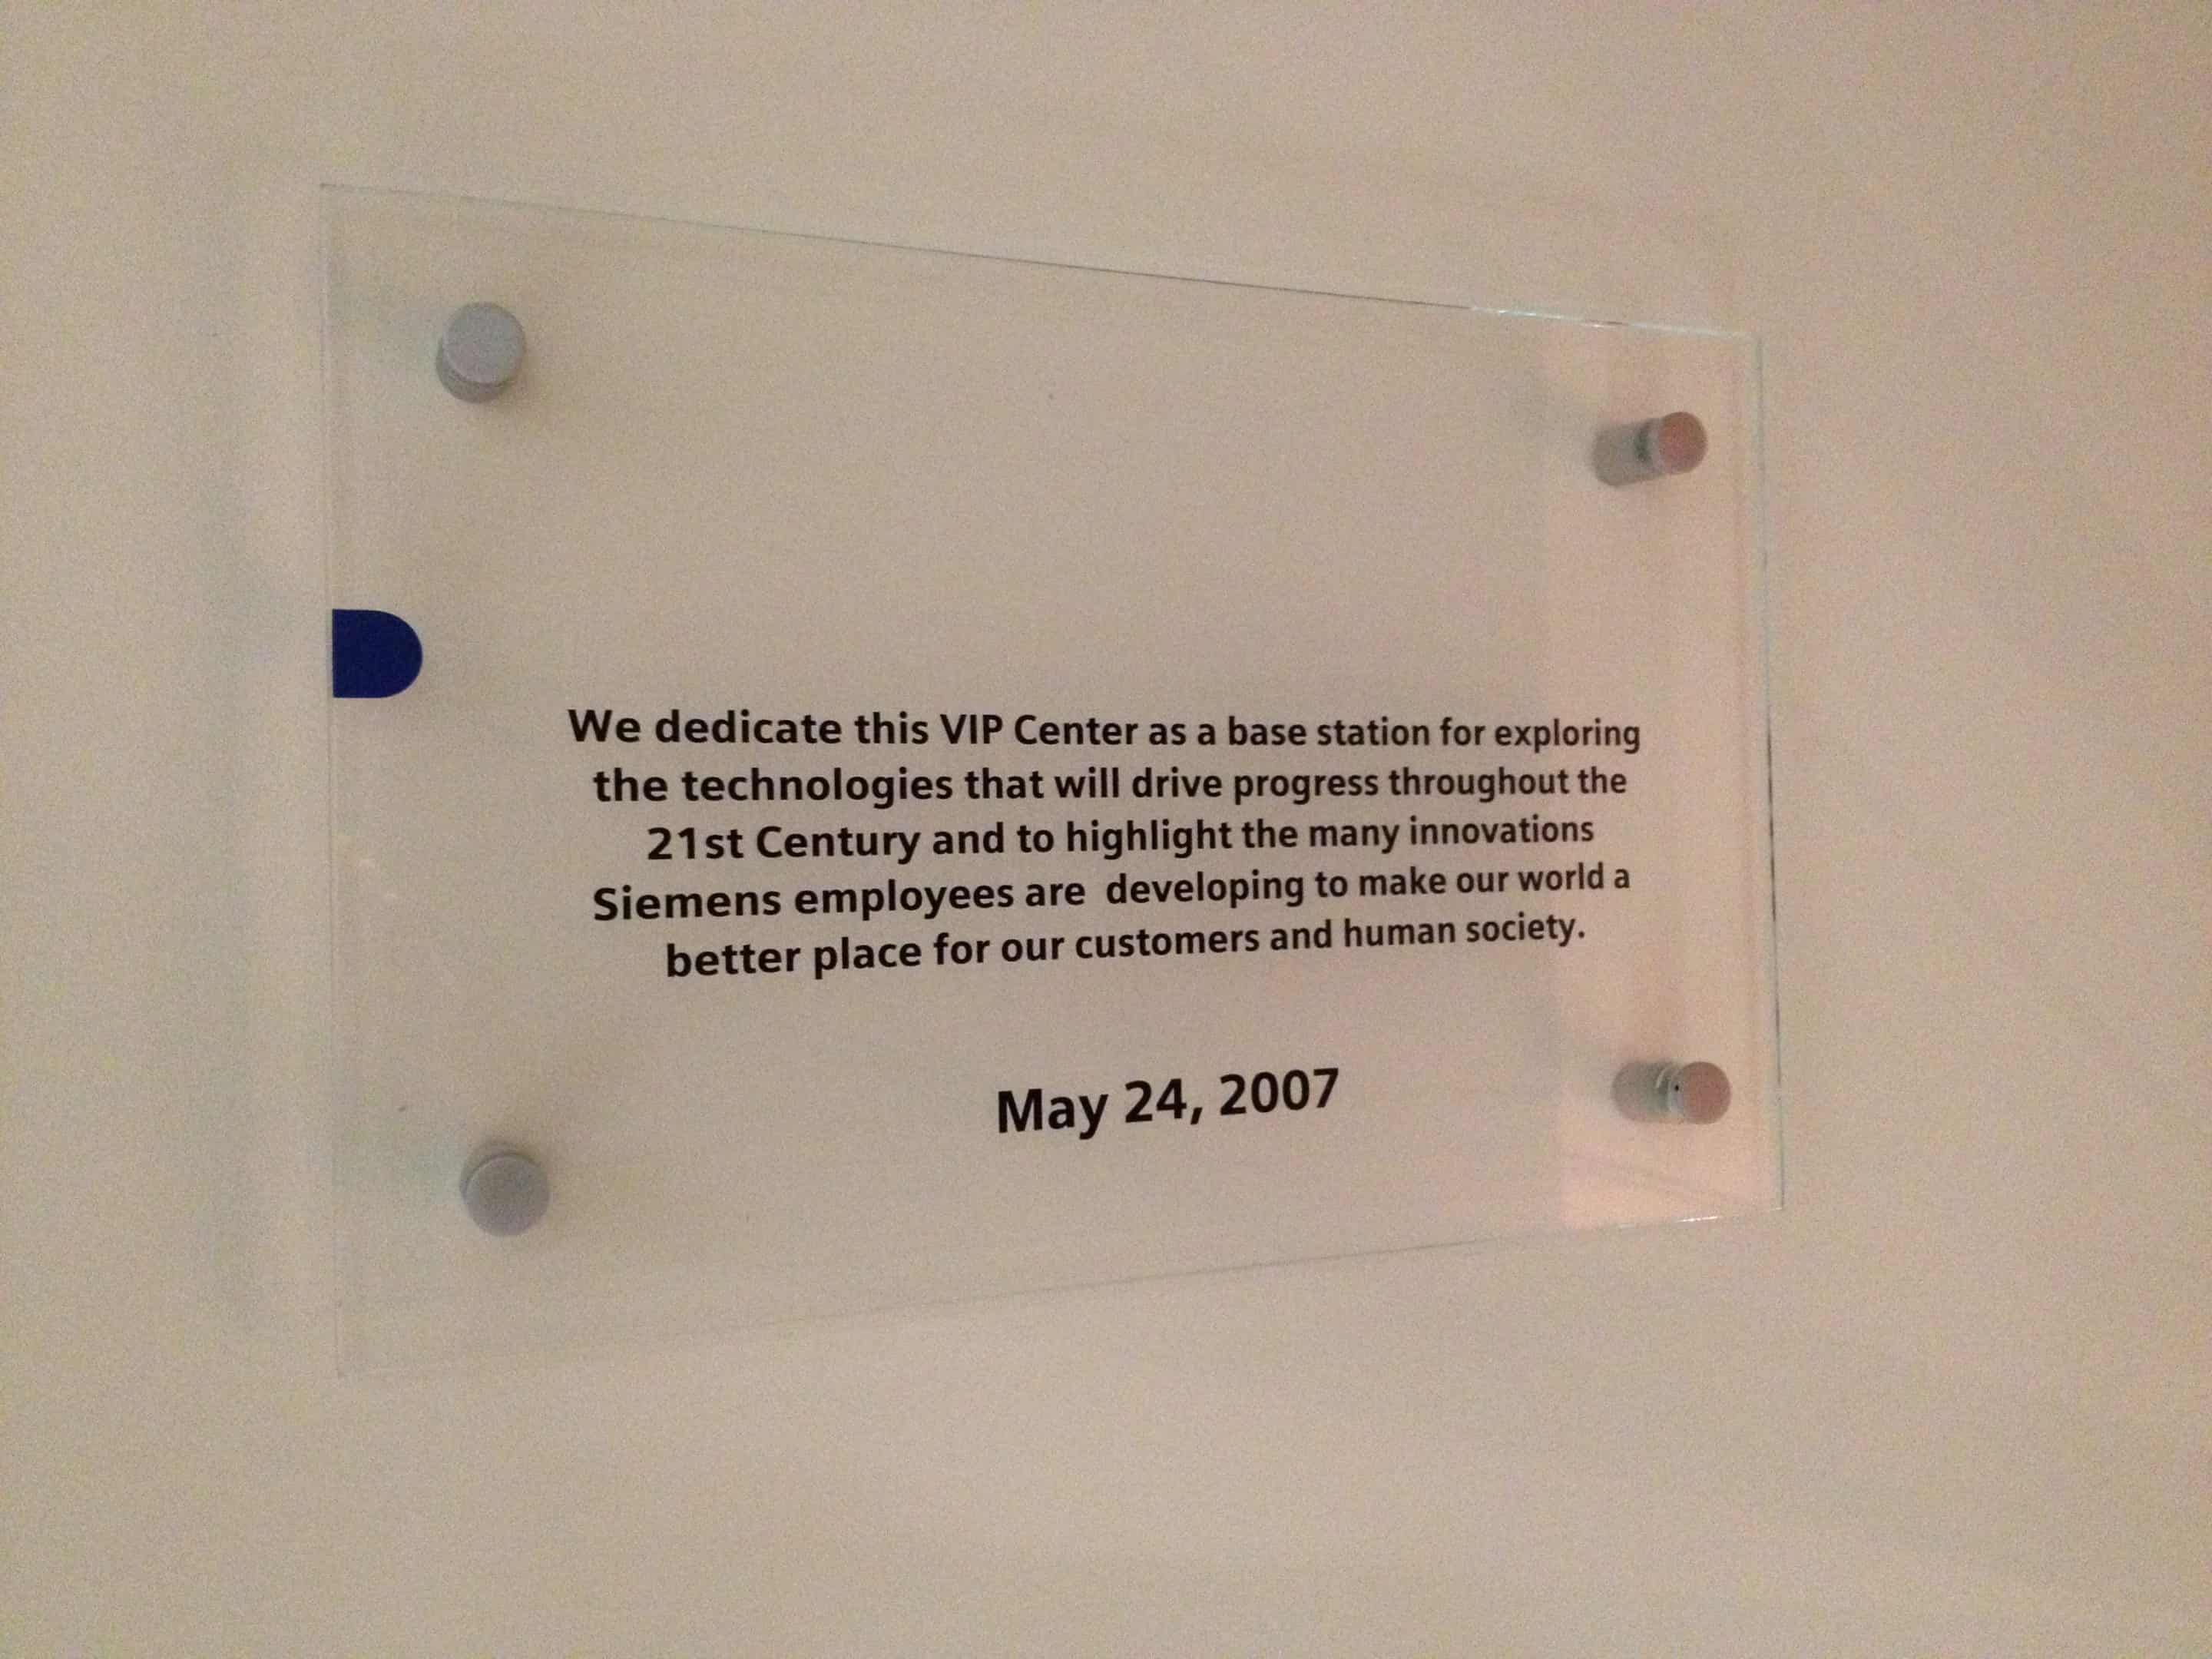 We dedicate this VIP Center as a base station for exploring
the technologies that will drive progress throughout the
21st Century and to highlight the many innovations
Siemens employees are  developing to make our world a
better place for our customers and human society.
May 24, 2007